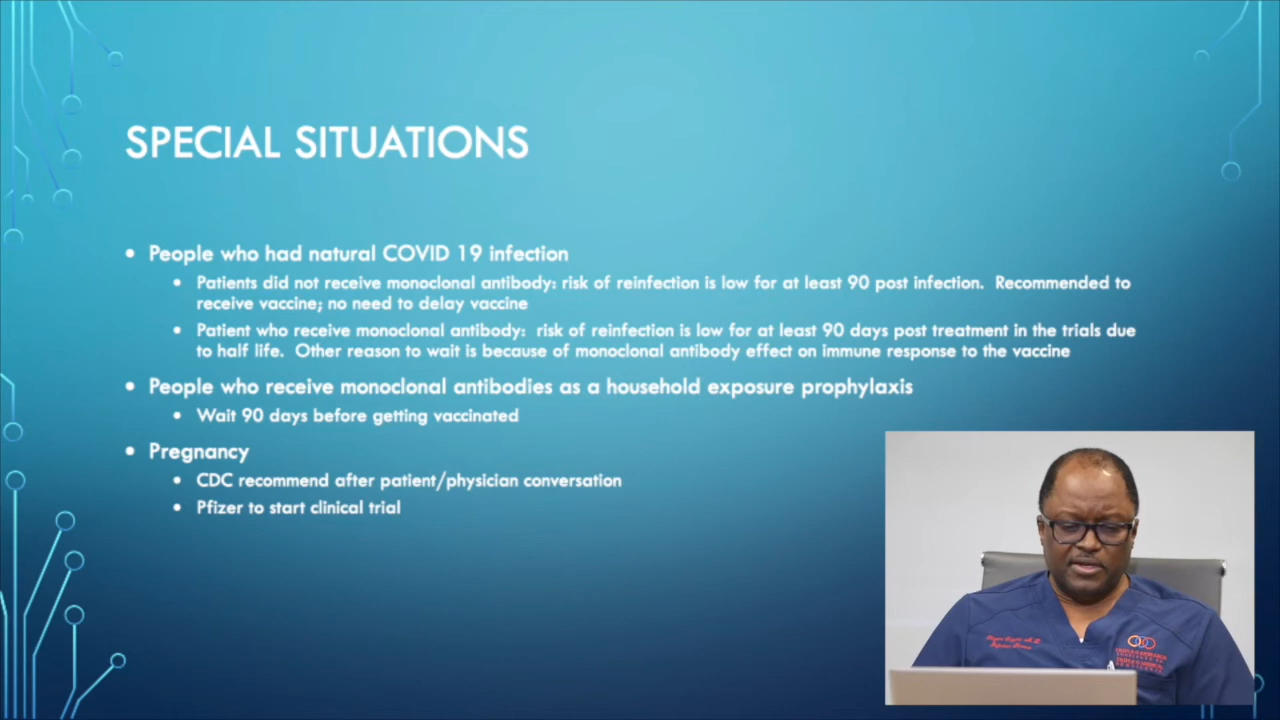 SPECIAL SITUATIONS
• People who had natural COVID 19 infection
• Patients did not receive monoclonal antibody: risk of reinfection is low for at least 90 post infection. Recommended to
receive vaccine; no need to delay vaccine
• Patient who receive monoclonal antibody: risk of reinfection is low for at least 90 days post treatment in the trials due
to half life. Other reason to wait is because of monoclonal antibody effect on immune response to the vaccine
• People who receive monoclonal antibodies as a household exposure prophylaxis
• Wait 90 days before getting vaccinated
• Pregnancy
• CDC recommend after patient/physician conversation
• Pfizer to start clinical trial